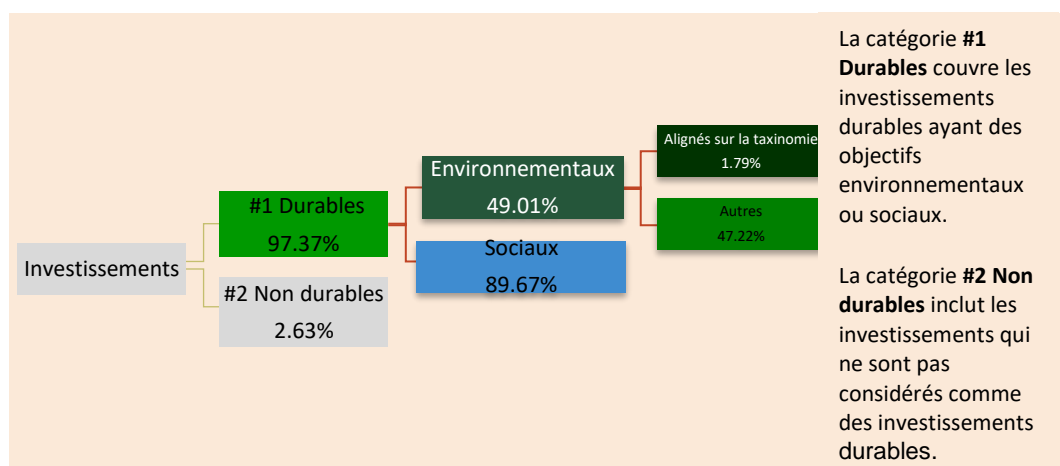 Investissements
#1 Durables
97.37%
#2 Non durables
2.63%
Environnementaux
49.01%
Sociaux
89.67%
Alignés sur la taxinomie
1.79%
Autres
47.22%
La catégorie #1
Durables couvre les
investissements
durables ayant des
objectifs
environnementaux
ou sociaux.
La catégorie #2 Non
durables inclut les
investissements qui
ne sont pas
considérés comme
des investissements
durables.